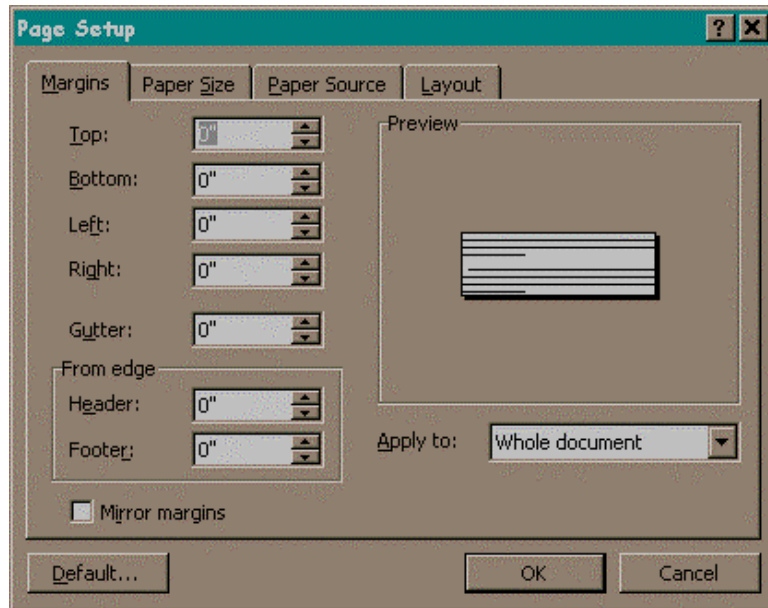 Page Setup
Margins Paper Size Paper Source Layout
Top: 0"
Bottom: 0"
Left: 0"
Right: 0"
Gutter: 0"
From edge
Header: 0"
Footer: 0"
Mirror margins
Preview
Apply to: Whole document
Default... OK Cancel